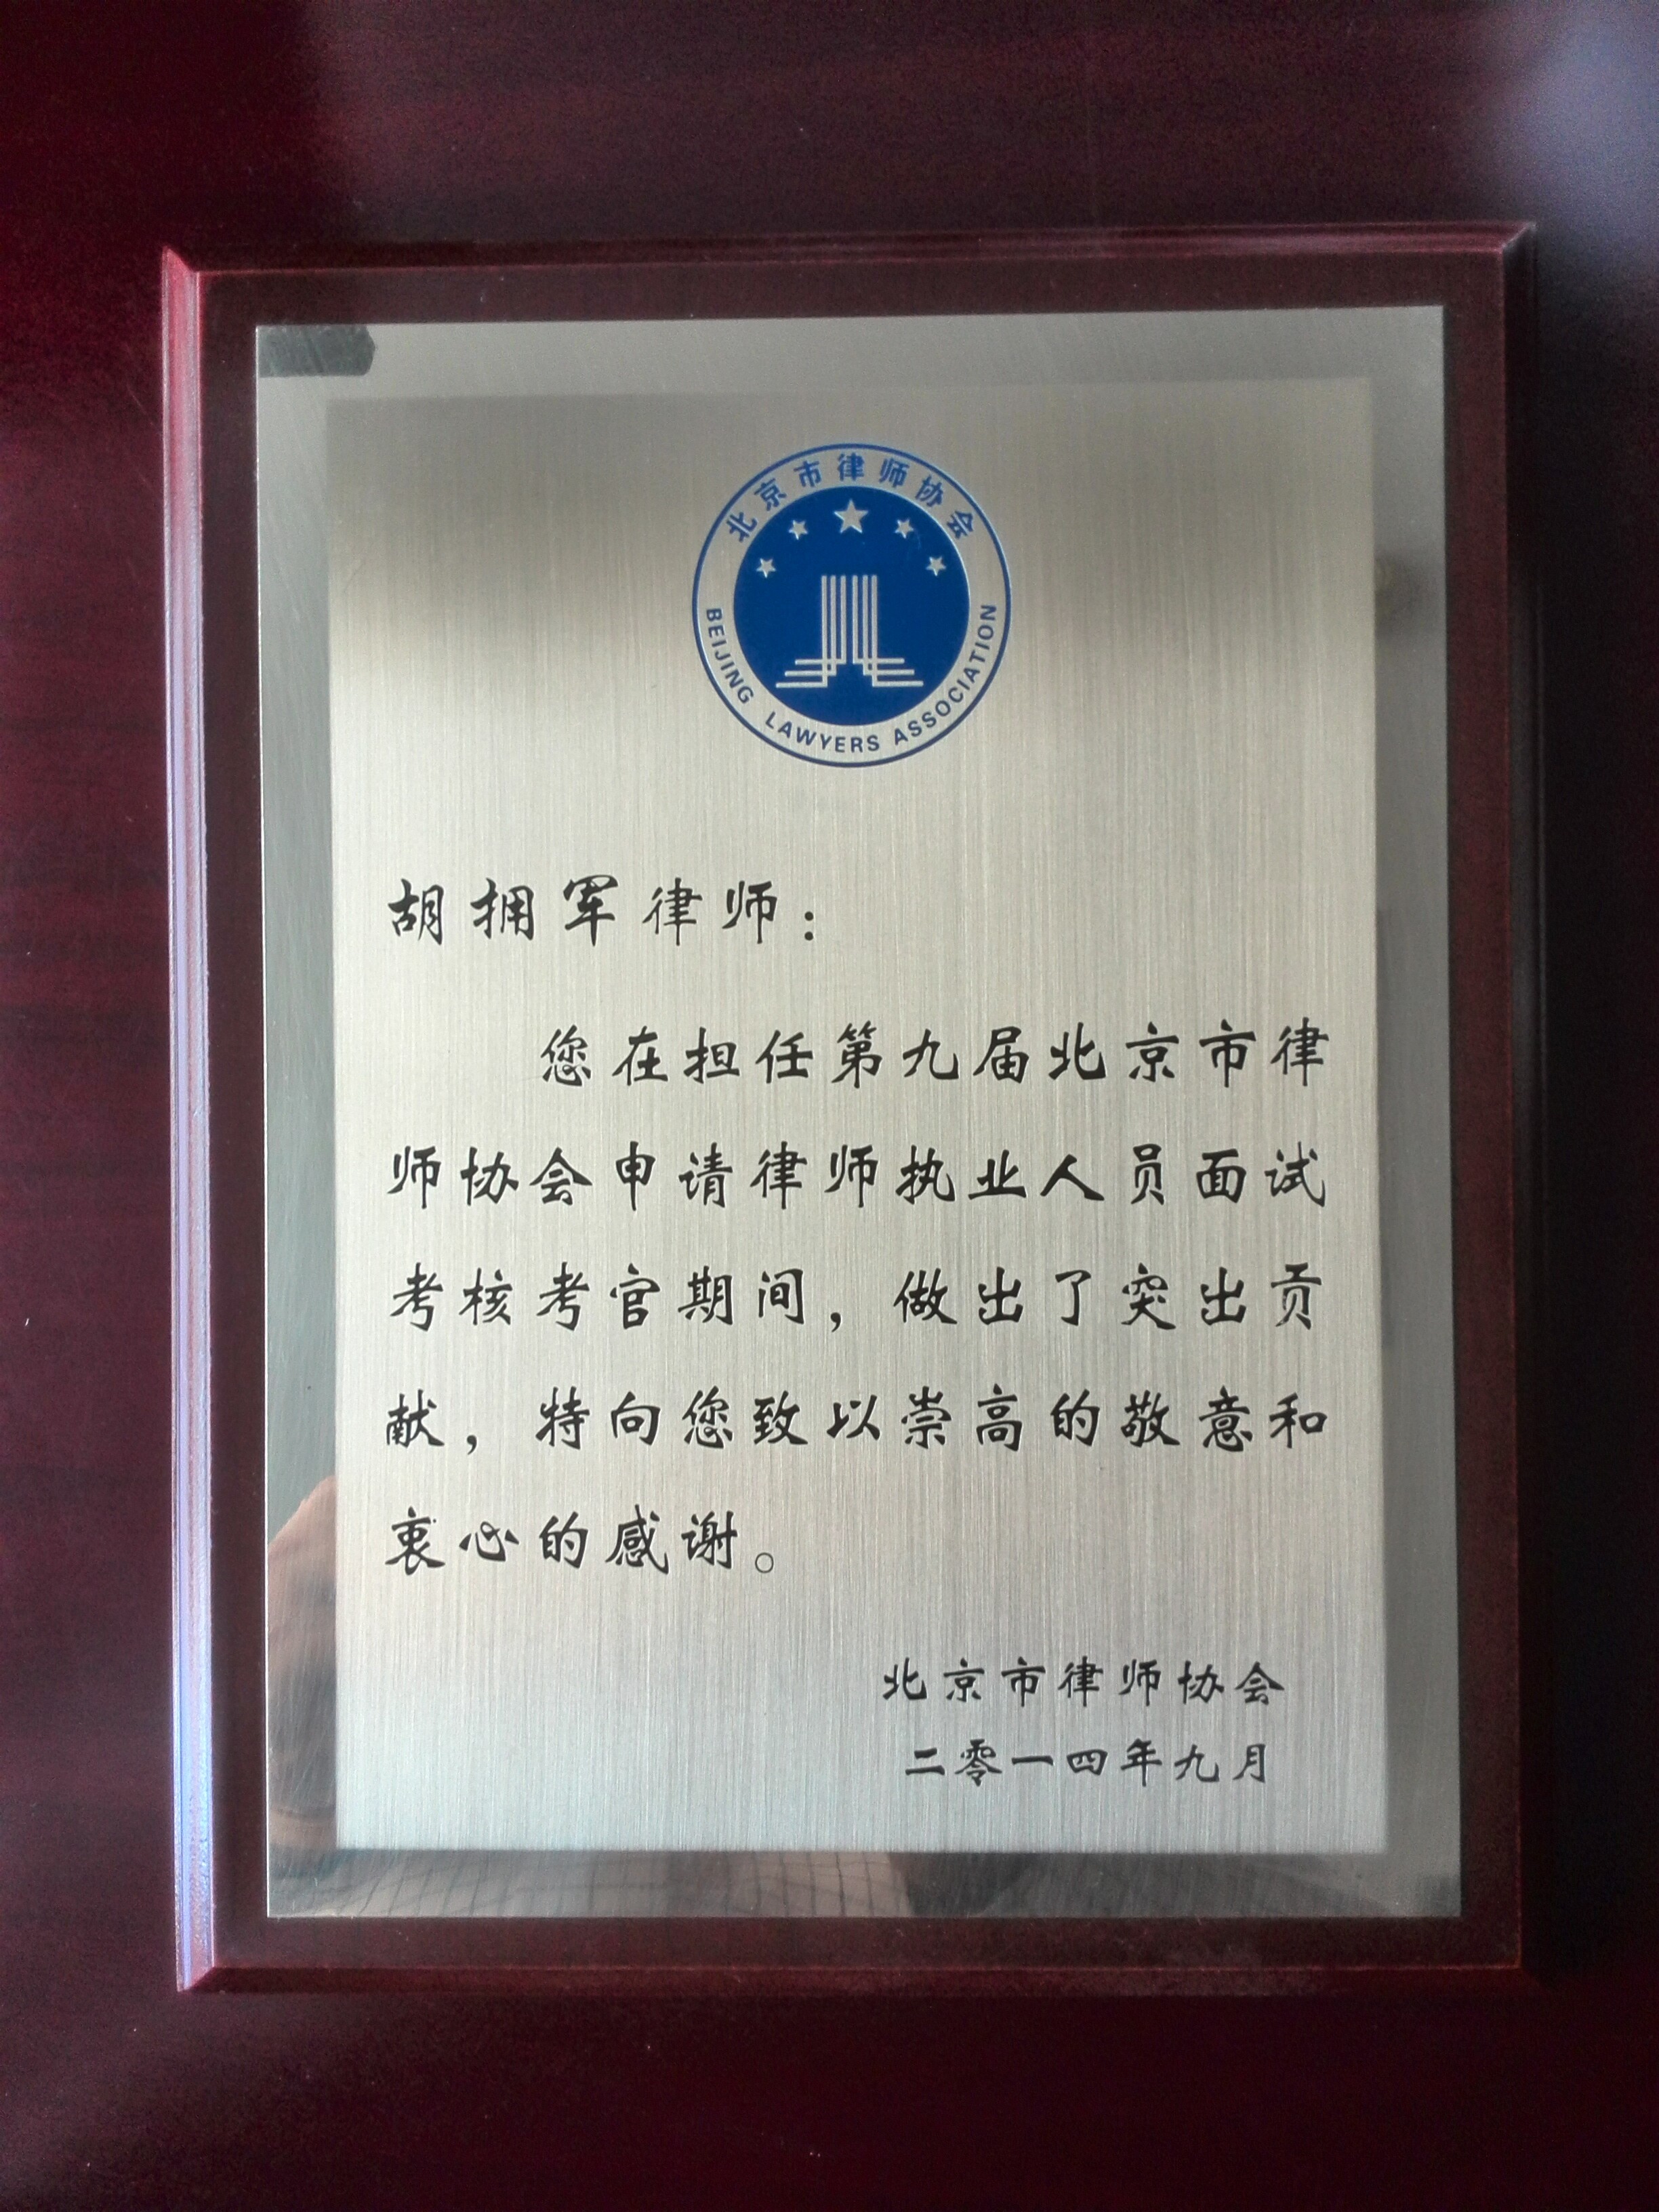 北京市律师协会
BEIJING LAWYERS ASSOCIATION
胡拥军律师：
您在担任第九届北京市律
师协会申请律师执业人员面试
考核考官期间，做出了突出贡
献，特向您致以崇高的敬意和
衷心的感谢。
北京市律师协会
二零一四年九月